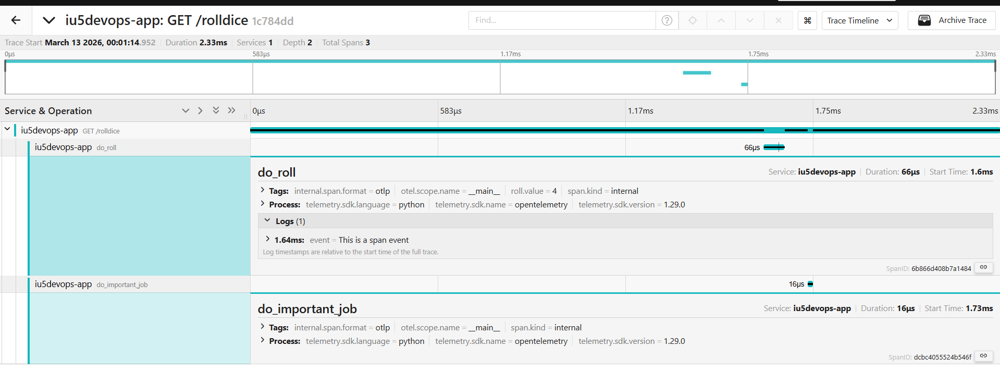 iu5devops-app: GET /rolldice 1c784dd Find... ? ⌘ Trace Timeline Archive Trace
Trace Start March 13 2026, 00:01:14.952 Duration 2.33ms Services 1 Depth 2 Total Spans 3
0μs 583μs 1.17ms 1.75ms 2.33ms
Service & Operation 0μs 583μs 1.17ms 1.75ms 2.33ms
iu5devops-app GET /rolldice
iu5devops-app do_roll 66μs
do_roll Service: iu5devops-app Duration: 66μs Start Time: 1.6ms
Tags: internal.span.format = otlp otel.scope.name = __main__ roll.value = 4 span.kind = internal
Process: telemetry.sdk.language = python telemetry.sdk.name = opentelemetry telemetry.sdk.version = 1.29.0
Logs (1)
1.64ms: event = This is a span event
Log timestamps are relative to the start time of the full trace.
SpanID: 6b866d408b7a1484
iu5devops-app do_important_job 16μs
do_important_job Service: iu5devops-app Duration: 16μs Start Time: 1.73ms
Tags: internal.span.format = otlp otel.scope.name = __main__ span.kind = internal
Process: telemetry.sdk.language = python telemetry.sdk.name = opentelemetry telemetry.sdk.version = 1.29.0
SpanID: dcbc4055524b546f